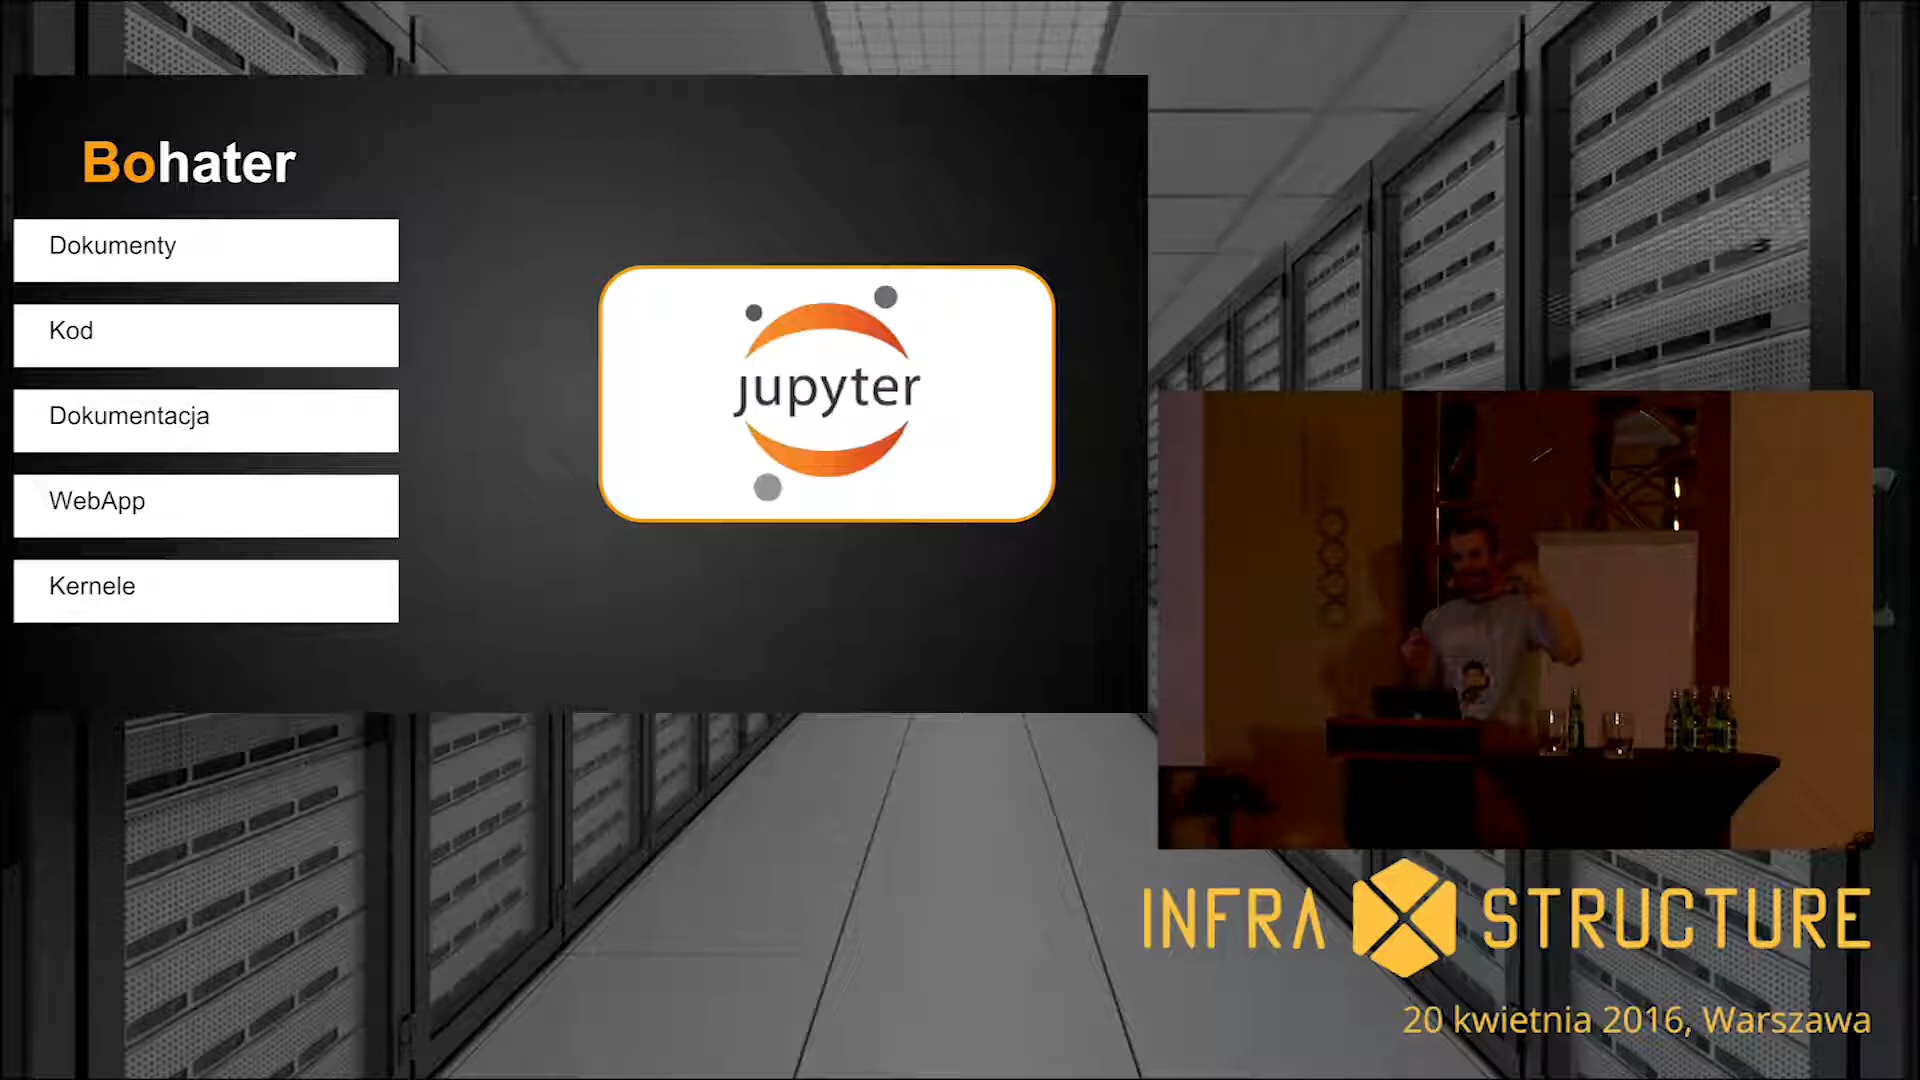 Bohater
Dokumenty
Kod
Dokumentacja
WebApp
Kernele
jupyter
INFRA STRUCTURE
20 kwietnia 2016, Warszawa